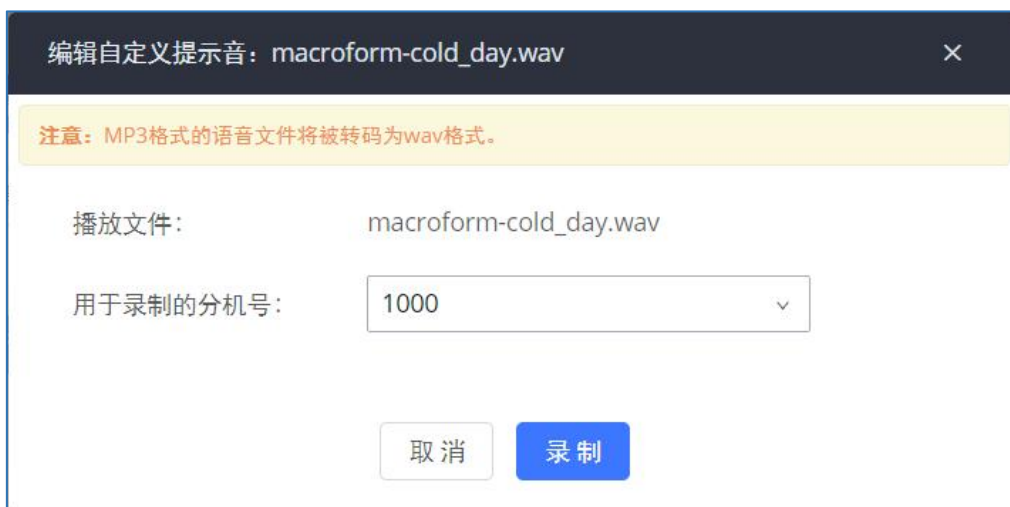 编辑自定义提示音：macroform-cold_day.wav
注意：MP3格式的语音文件将被转码为wav格式。
播放文件： macroform-cold_day.wav
用于录制的分机号： 1000
取消 录制